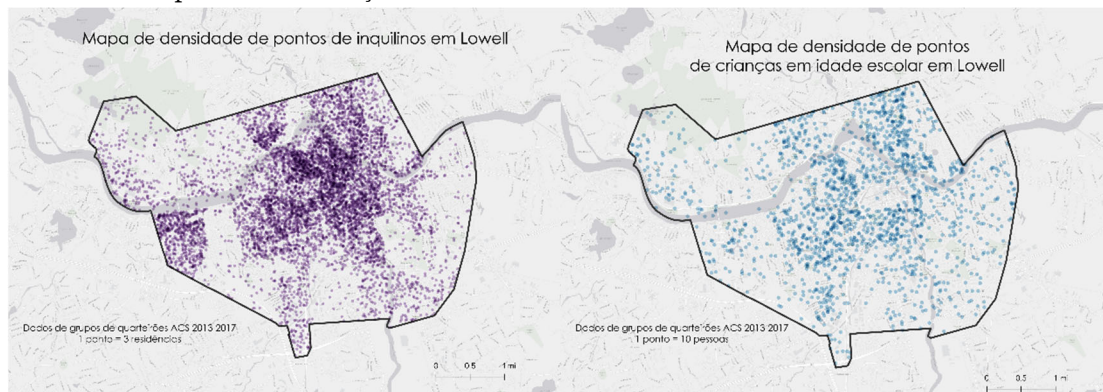 Mapa de densidade de pontos de inquilinos em Lowell
Dados de grupos de quarteirões ACS 2013 2017
1 ponto = 3 residências
0 0.5 1 mi
Mapa de densidade de pontos
de crianças em idade escolar em Lowell
Dados de grupos de quarteirões ACS 2013 2017
1 ponto = 10 pessoas
0 0.5 1 m